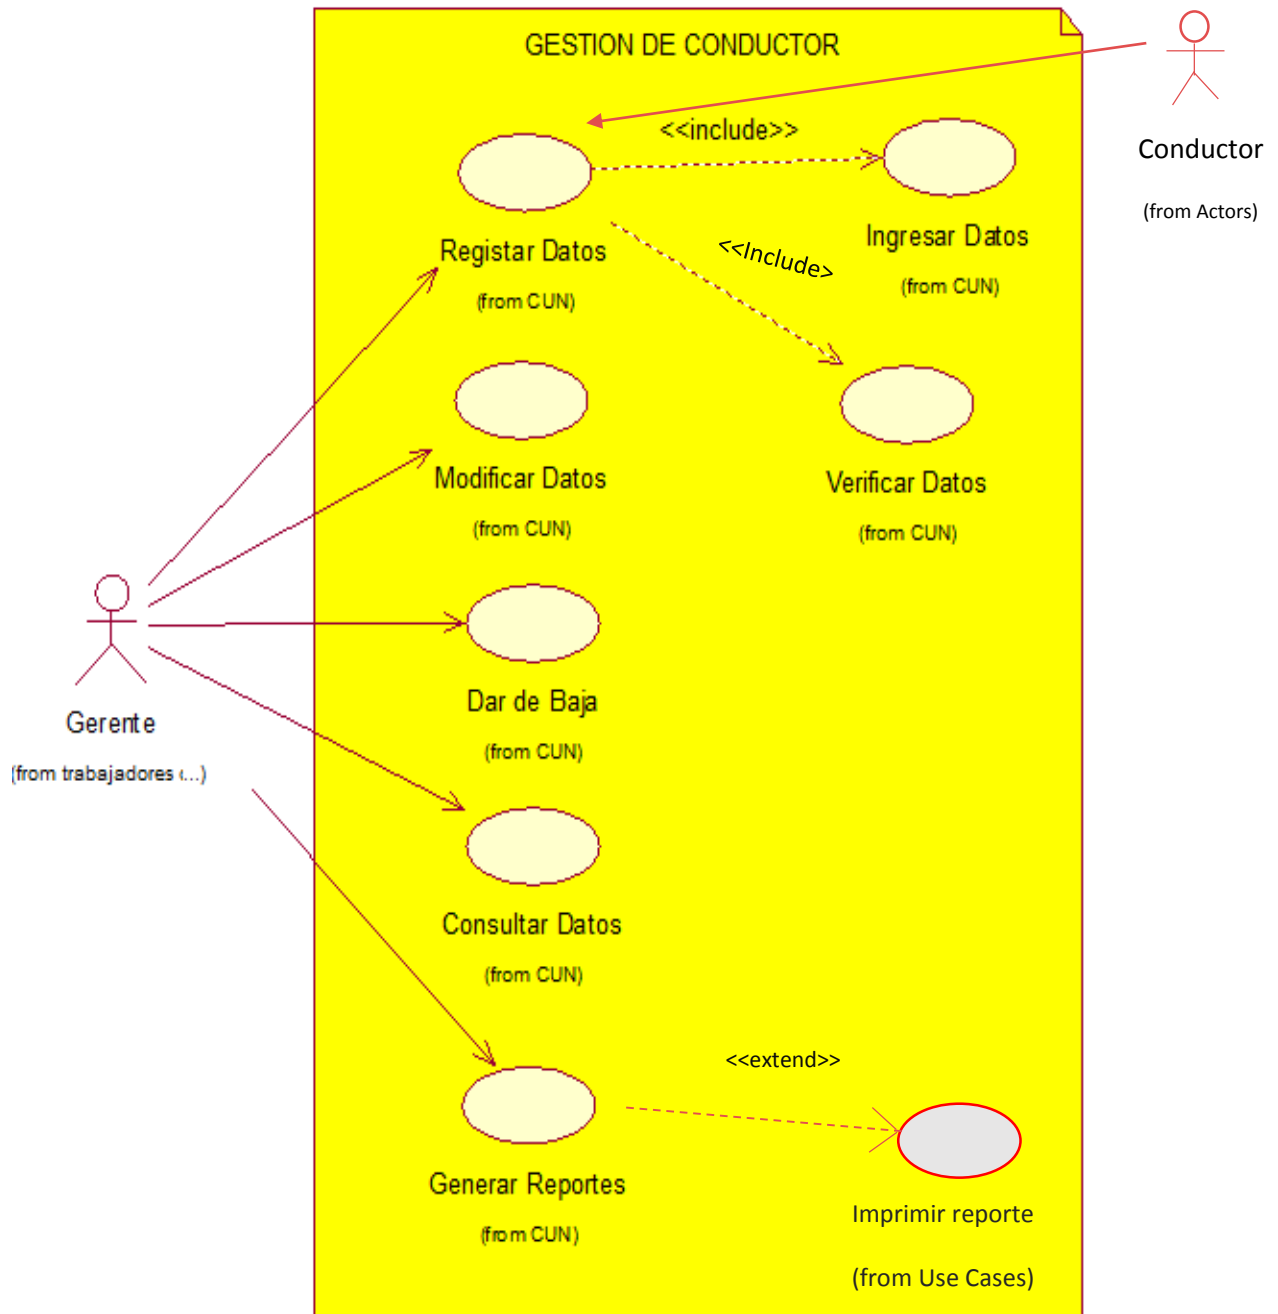 GESTION DE CONDUCTOR
Conductor
(from Actors)
<<include>>
Registar Datos
(from CUN)
Ingresar Datos
(from CUN)
<<Include>
Modificar Datos
(from CUN)
Verificar Datos
(from CUN)
Gerente
(from trabajadores (...)
Dar de Baja
(from CUN)
Consultar Datos
(from CUN)
<<extend>>
Generar Reportes
(from CUN)
Imprimir reporte
(from Use Cases)